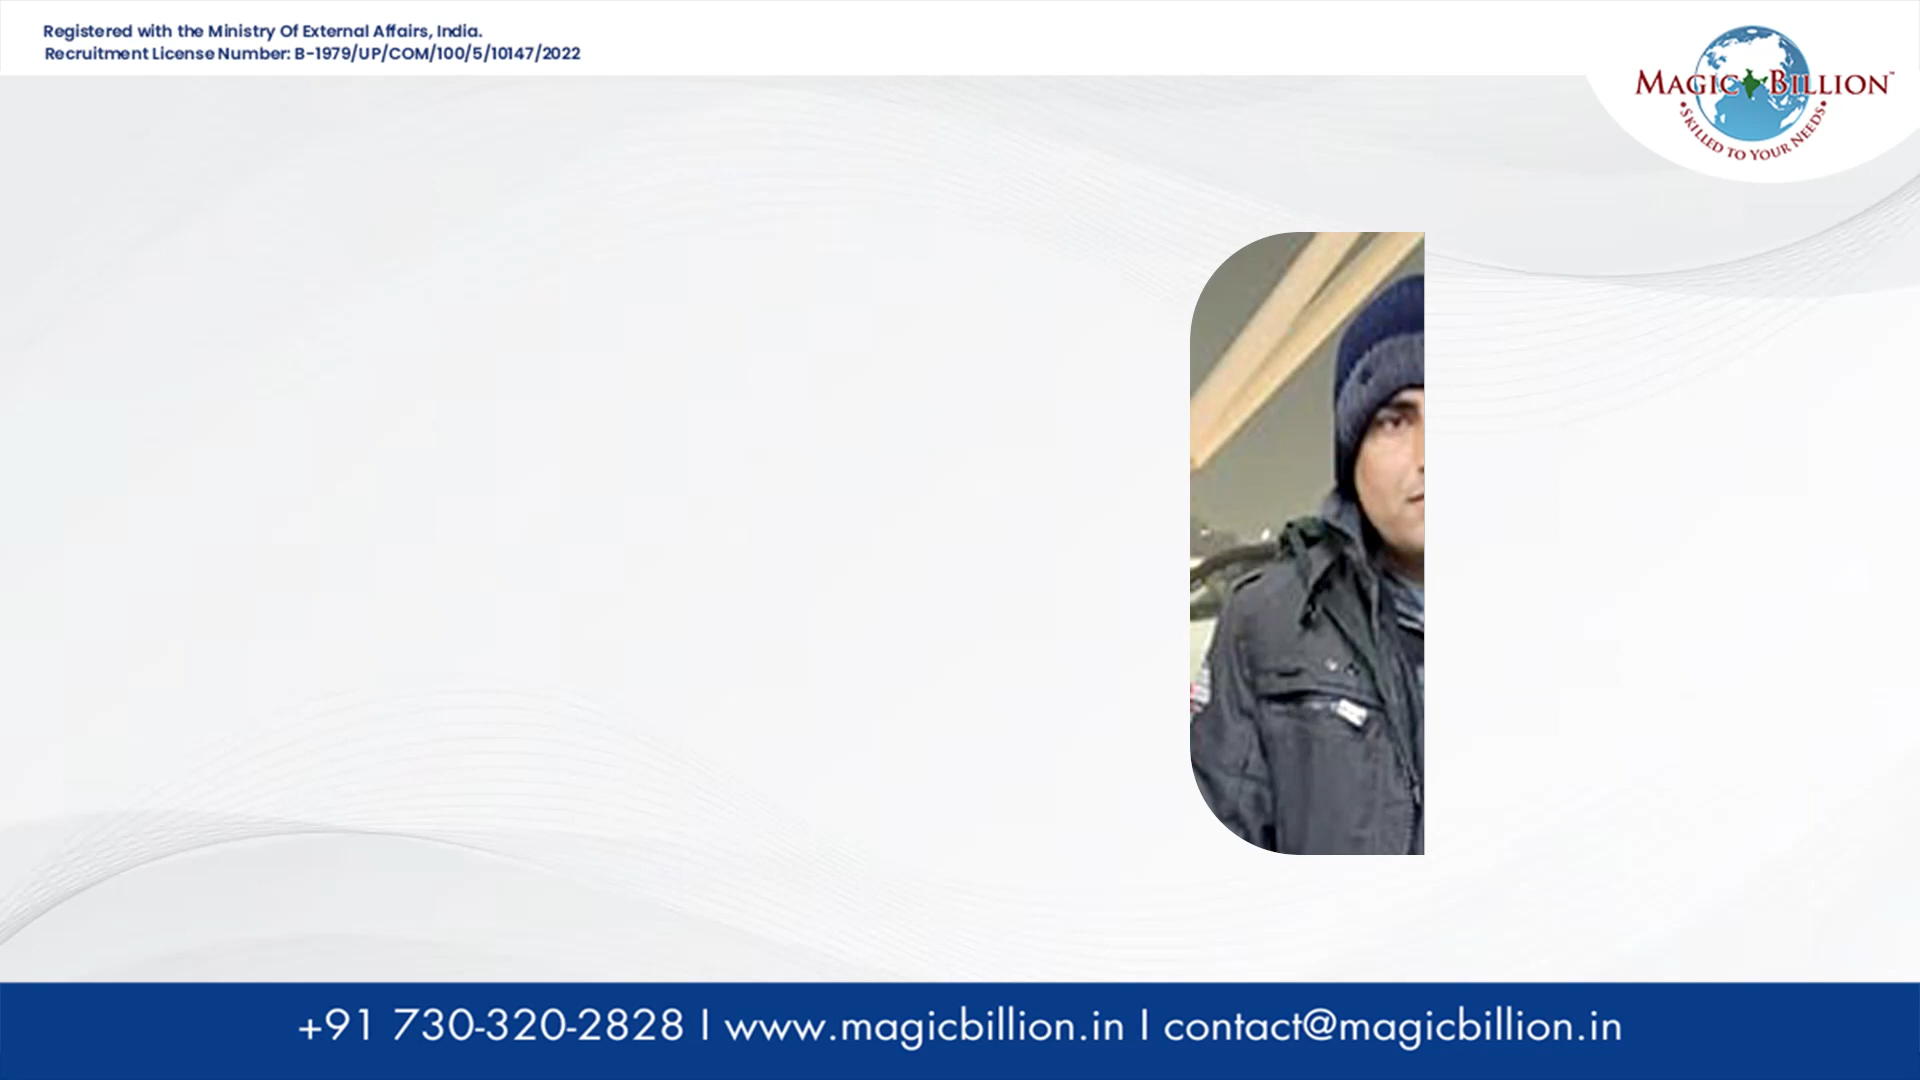 Registered with the Ministry Of External Affairs, India.
Recruitment License Number: B-1979/UP/COM/100/5/10147/2022
MAGIC BILLION™
• SKILLED TO YOUR NEEDS •
+91 730-320-2828 | www.magicbillion.in | contact@magicbillion.in